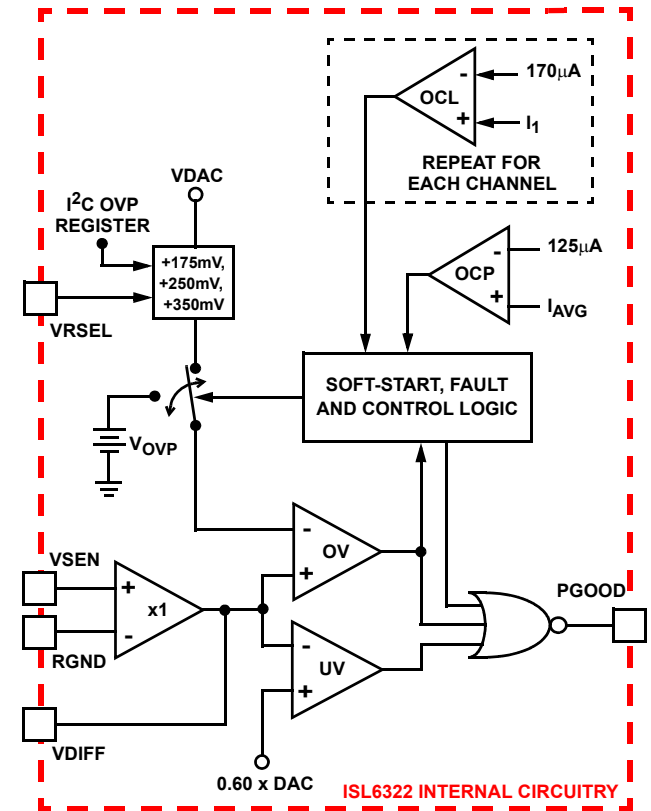 170μA
-
OCL
+
I1
REPEAT FOR
EACH CHANNEL
VDAC
I2C OVP
REGISTER
+175mV,
+250mV,
+350mV
VRSEL
125μA
-
OCP
+
IAVG
SOFT-START, FAULT
AND CONTROL LOGIC
VOVP
-
OV
+
VSEN
+
x1
-
RGND
PGOOD
-
UV
+
VDIFF
0.60 x DAC
ISL6322 INTERNAL CIRCUITRY